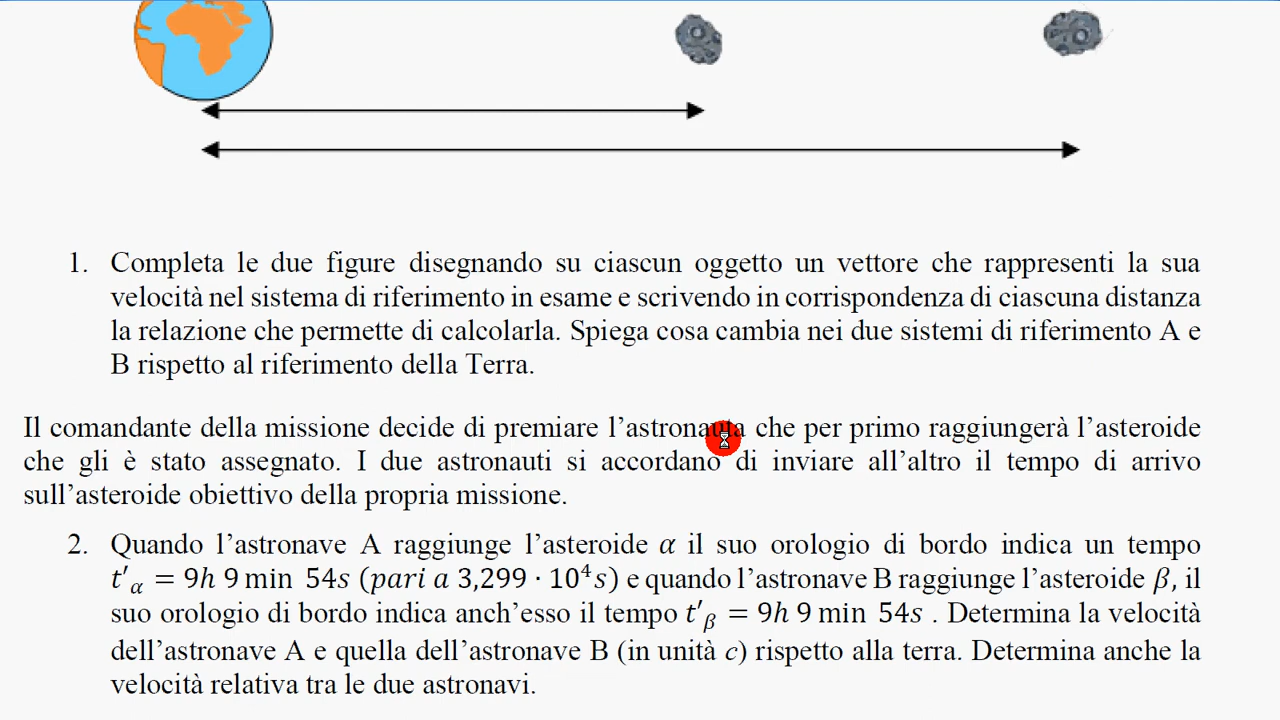 1. Completa le due figure disegnando su ciascun oggetto un vettore che rappresenti la sua
velocità nel sistema di riferimento in esame e scrivendo in corrispondenza di ciascuna distanza
la relazione che permette di calcolarla. Spiega cosa cambia nei due sistemi di riferimento A e
B rispetto al riferimento della Terra.
Il comandante della missione decide di premiare l’astronauta che per primo raggiungerà l’asteroide
che gli è stato assegnato. I due astronauti si accordano di inviare all’altro il tempo di arrivo
sull’asteroide obiettivo della propria missione.
2. Quando l’astronave A raggiunge l’asteroide α il suo orologio di bordo indica un tempo
t′α = 9h 9 min 54s (pari a 3,299 · 10⁴ s) e quando l’astronave B raggiunge l’asteroide β, il
suo orologio di bordo indica anch’esso il tempo t′β = 9h 9 min 54s . Determina la velocità
dell’astronave A e quella dell’astronave B (in unità c) rispetto alla terra. Determina anche la
velocità relativa tra le due astronavi.